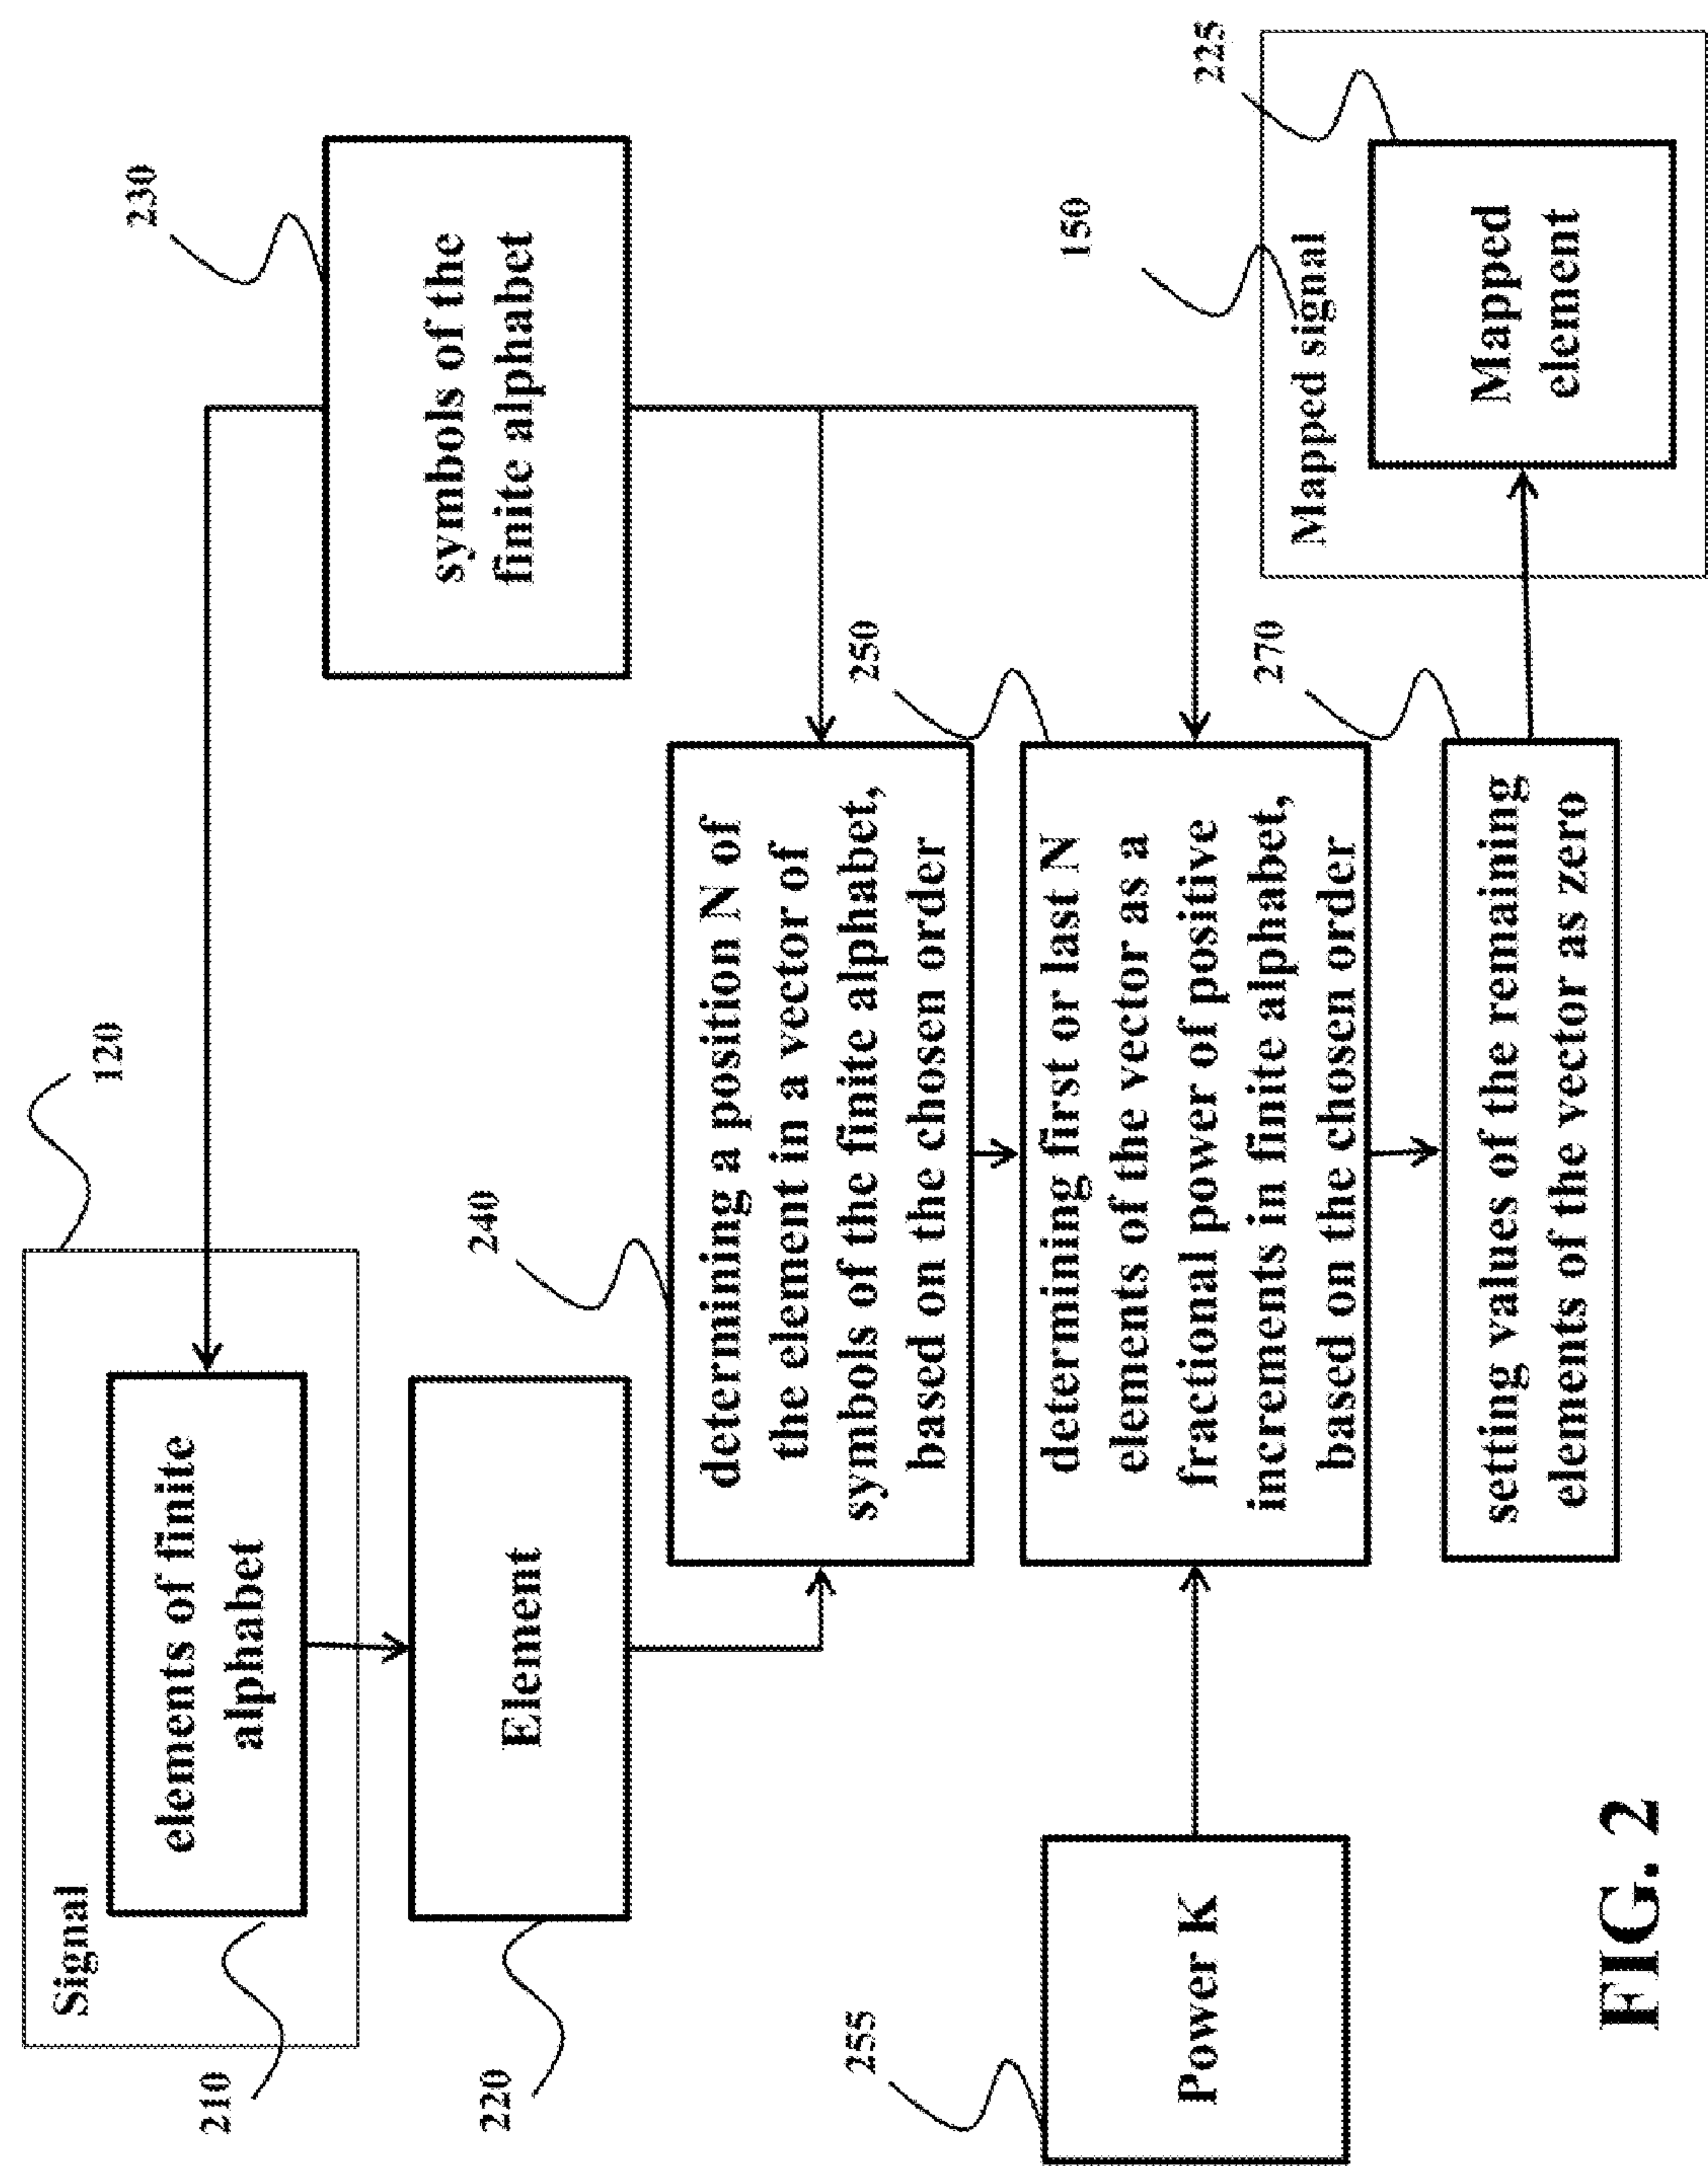 120
Signal
elements of finite
alphabet
210
230
symbols of the
finite alphabet
220
Element
240
determining a position N of
the element in a vector of
symbols of the finite alphabet,
based on the chosen order
250
determining first or last N
elements of the vector as a
fractional power of positive
increments in finite alphabet,
based on the chosen order
255
Power K
270
setting values of the remaining
elements of the vector as zero
150
225
Mapped signal
Mapped
element
FIG. 2